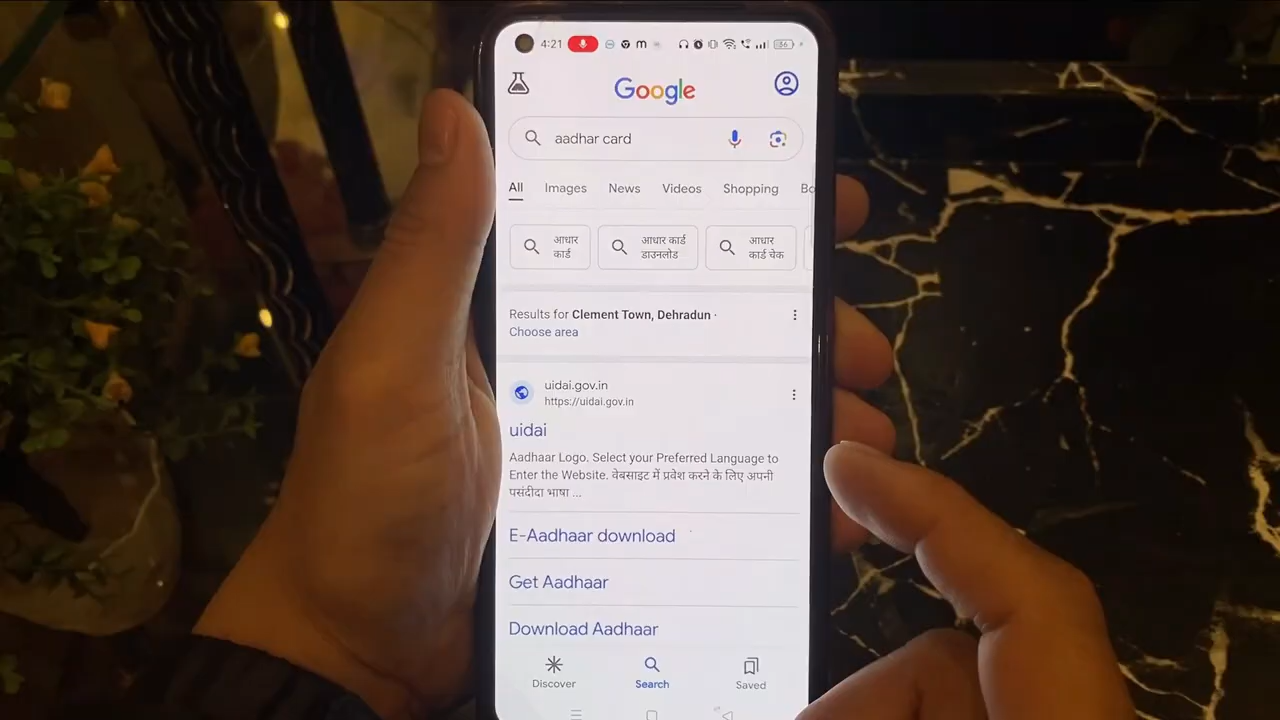 4:21 m 36
Google
aadhar card
All Images News Videos Shopping Bo
आधार
कार्ड
आधार कार्ड
डाउनलोड
आधार
कार्ड चेक
Results for Clement Town, Dehradun ·
Choose area
uidai.gov.in
https://uidai.gov.in
uidai
Aadhaar Logo. Select your Preferred Language to
Enter the Website. वेबसाइट में प्रवेश करने के लिए अपनी
पसंदीदा भाषा ...
E-Aadhaar download
Get Aadhaar
Download Aadhaar
Discover Search Saved